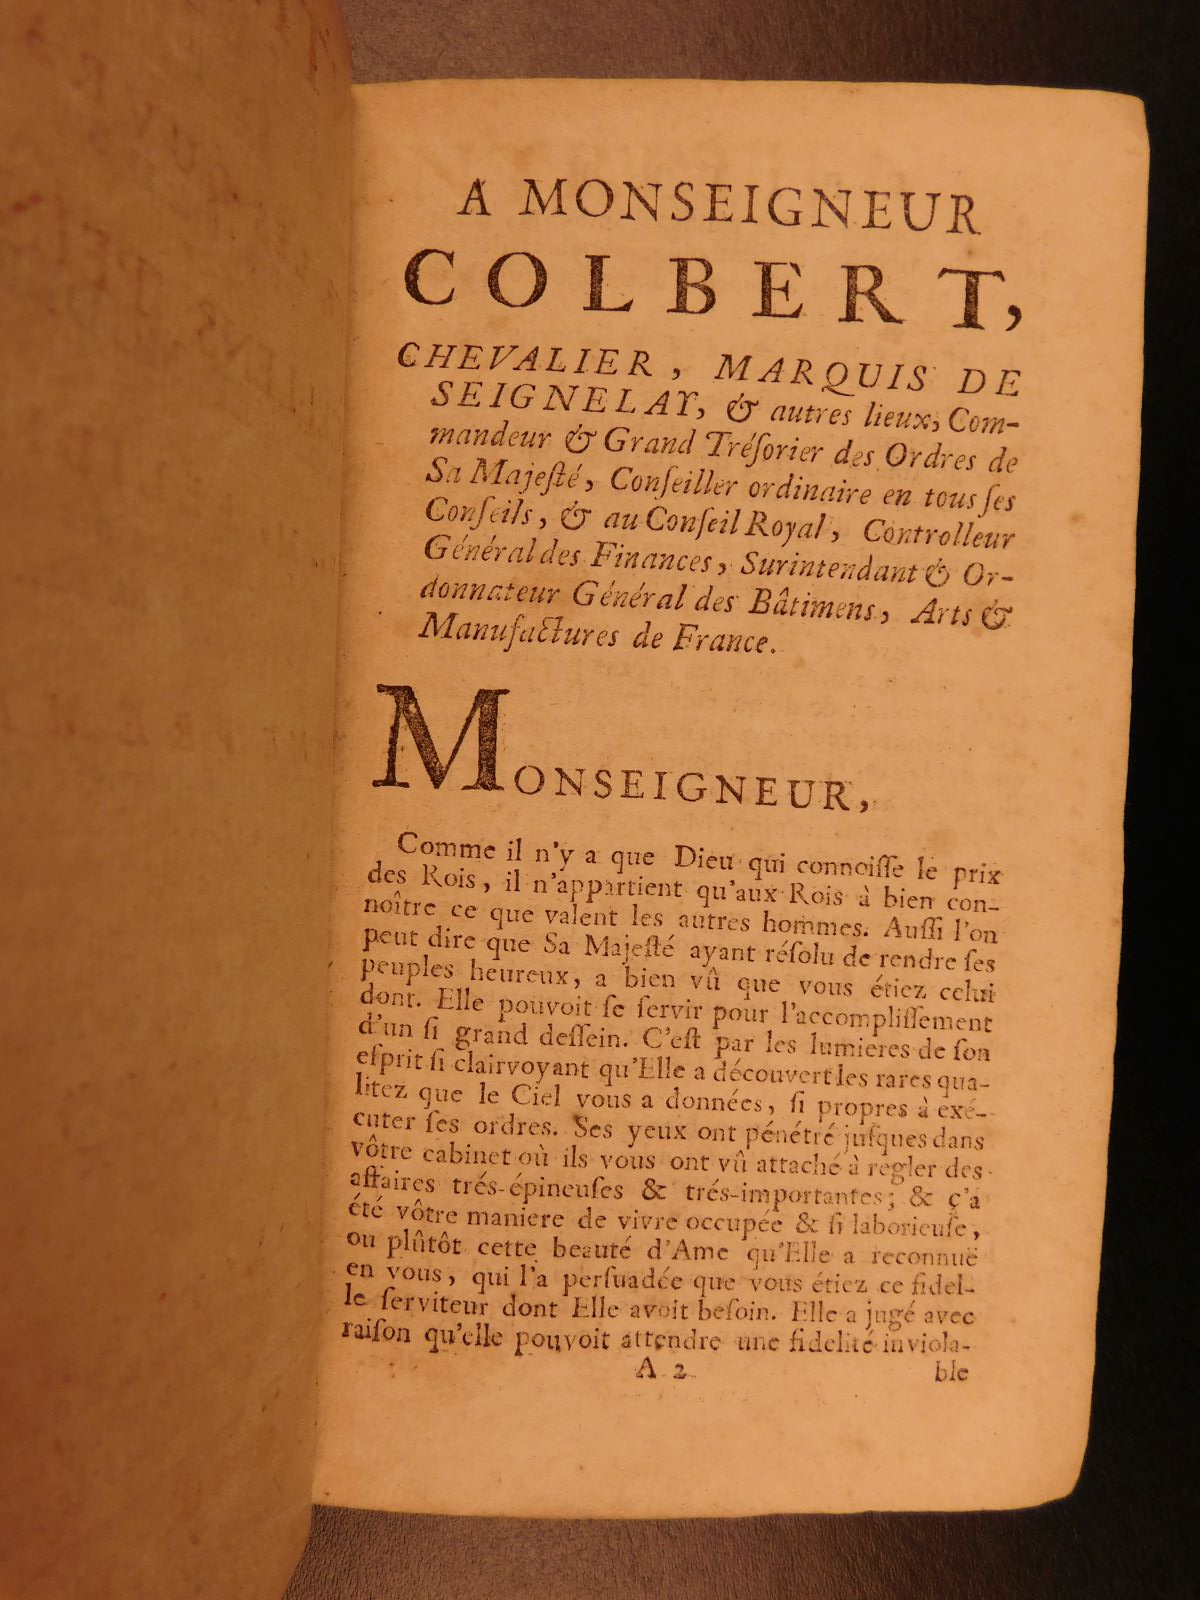 A MONSEIGNEUR
COLBERT,
CHEVALIER, MARQUIS DE
SEIGNELAY, & autres lieux, Com-
mandeur & Grand Tréſorier des Ordres de
Sa Majeſté, Conſeiller ordinaire en tous ſes
Conſeils, & au Conſeil Royal, Controlleur
Général des Finances, Surintendant & Or-
donnateur Général des Bâtimens, Arts &
Manufactures de France.
MONSEIGNEUR,
Comme il n'y a que Dieu qui connoiſſe le prix
des Rois, il n'appartient qu'aux Rois à bien con-
noître ce que valent les autres hommes. Auſſi l'on
peut dire que Sa Majeſté ayant réſolu de rendre ſes
peuples heureux, a bien vû que vous étiez celui
dont. Elle pouvoit ſe ſervir pour l'accompliſſement
d'un ſi grand deſſein. C'eſt par les lumieres de ſon
eſprit ſi clairvoyant qu'Elle a découvert les rares qua-
litez que le Ciel vous a données, ſi propres à exé-
cuter ſes ordres. Ses yeux ont pénétré juſques dans
vôtre cabinet où ils vous ont vû attaché à regler des
affaires trés-épineuſes & trés-importantes; & ç'a
été vôtre maniere de vivre occupée & ſi laborieuſe,
ou plûtôt cette beauté d'Ame qu'Elle a reconnuë
en vous, qui l'a perſuadée que vous étiez ce fidel-
le ſerviteur dont Elle avoit beſoin. Elle a jugé avec
raiſon qu'elle pouvoit attendre une fidelité inviola-
A 2 ble